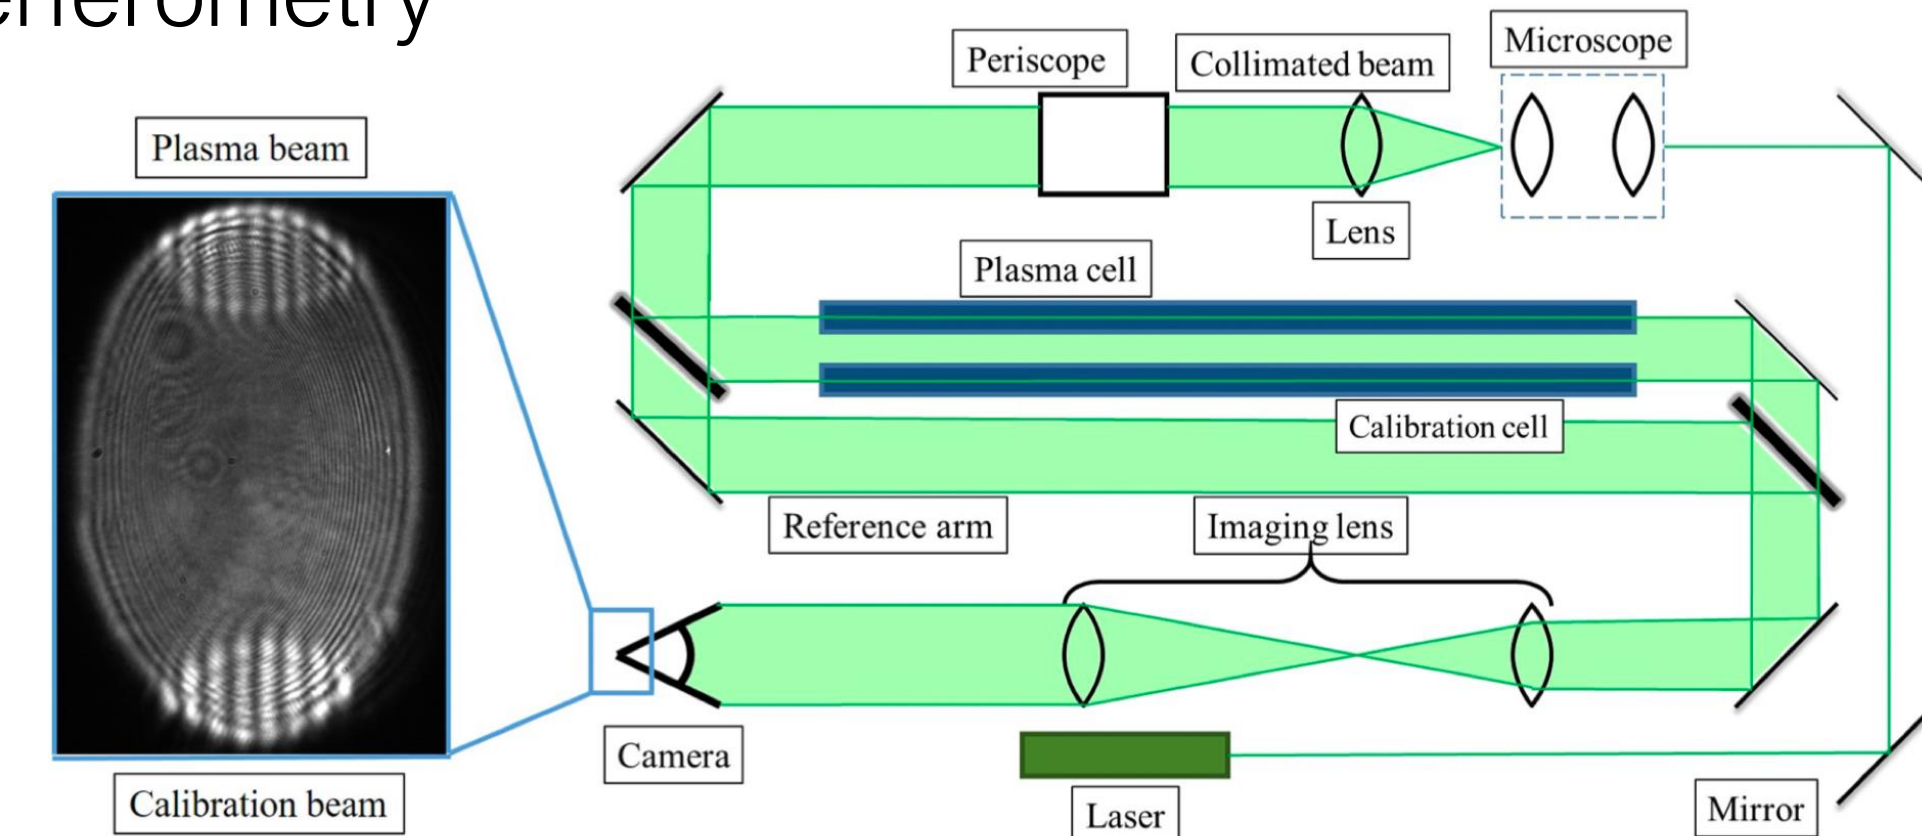 Periscope
Collimated beam
Microscope
Plasma beam
Lens
Plasma cell
Calibration cell
Reference arm
Imaging lens
Camera
Calibration beam
Laser
Mirror